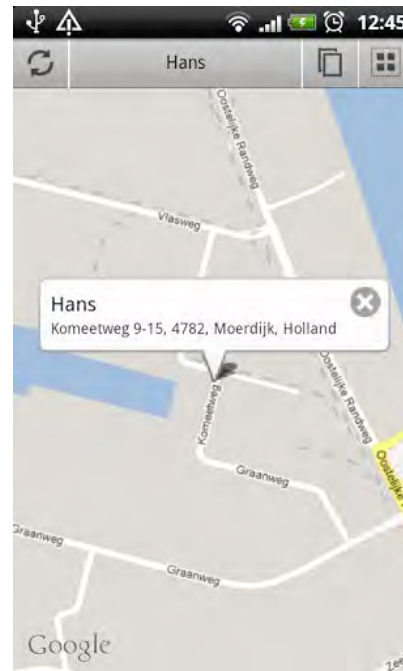 12:45
Hans
Oostelijke Randweg
Vlasweg
Hans
Komeetweg 9-15, 4782, Moerdijk, Holland
Oostelijke Randweg
Komeetweg
Oostelijke
Graanweg
Graanweg
Graanweg
Google